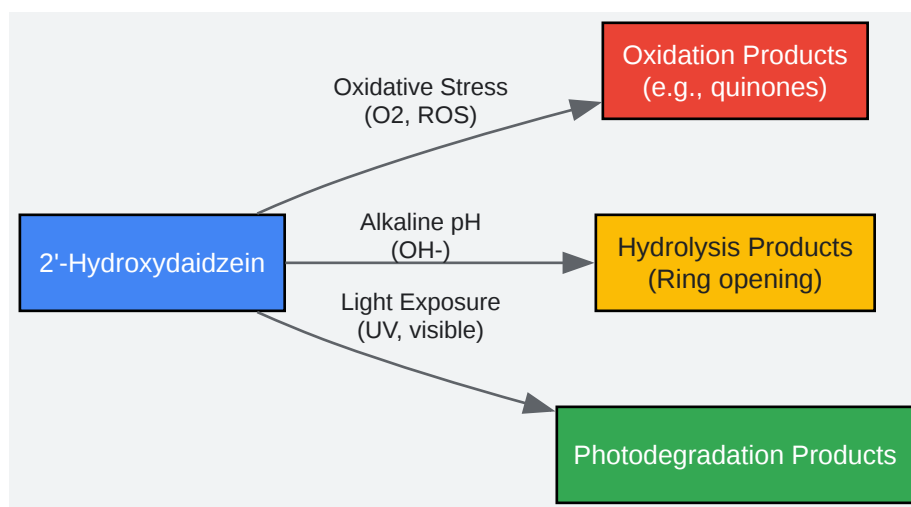 Oxidation Products
(e.g., quinones)
Oxidative Stress
(O2, ROS)
2'-Hydroxydaidzein
Alkaline pH
(OH-)
Hydrolysis Products
(Ring opening)
Light Exposure
(UV, visible)
Photodegradation Products